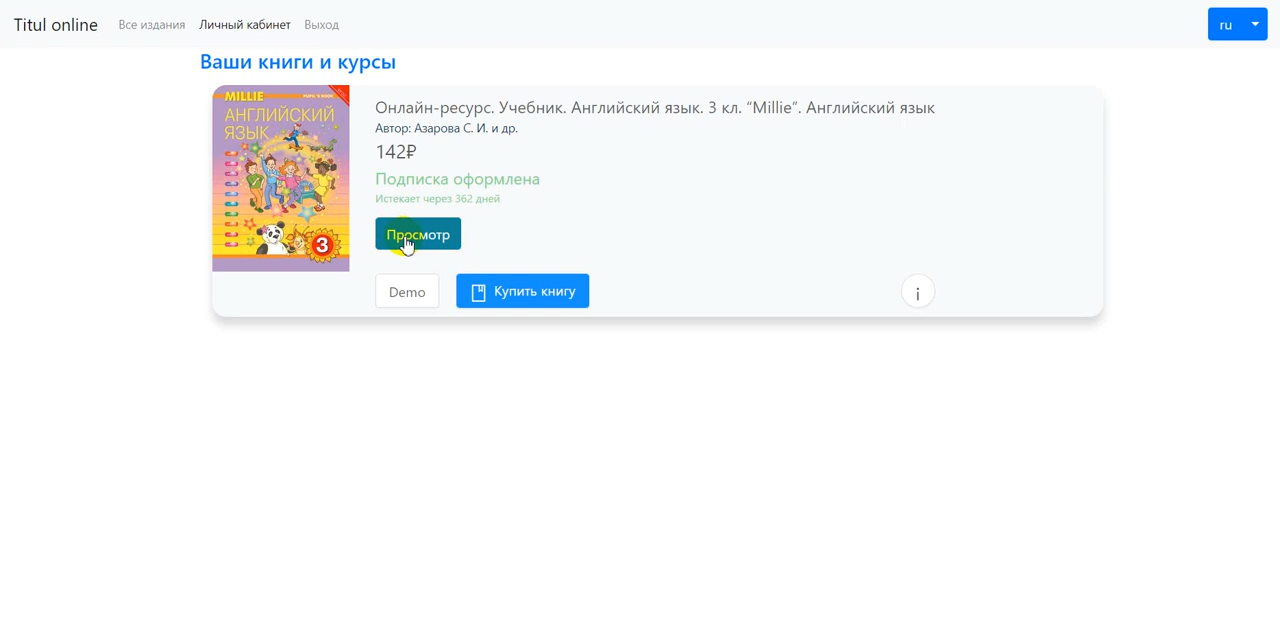 Titul online Все издания Личный кабинет Выход ru
Ваши книги и курсы
MILLIE
АНГЛИЙСКИЙ
ЯЗЫК
3
Онлайн-ресурс. Учебник. Английский язык. 3 кл. “Millie”. Английский язык
Автор: Азарова С. И. и др.
142₽
Подписка оформлена
Истекает через 362 дней
Просмотр
Demo Купить книгу i